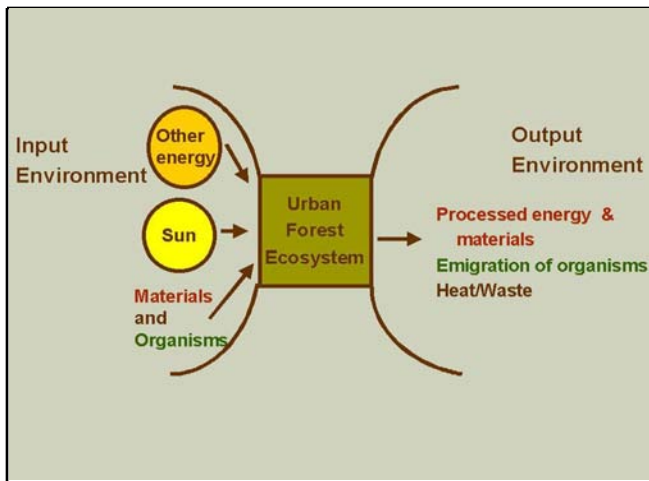 Input
Environment
Other
energy
Sun
Materials
and
Organisms
Urban
Forest
Ecosystem
Output
Environment
Processed energy &
materials
Emigration of organisms
Heat/Waste